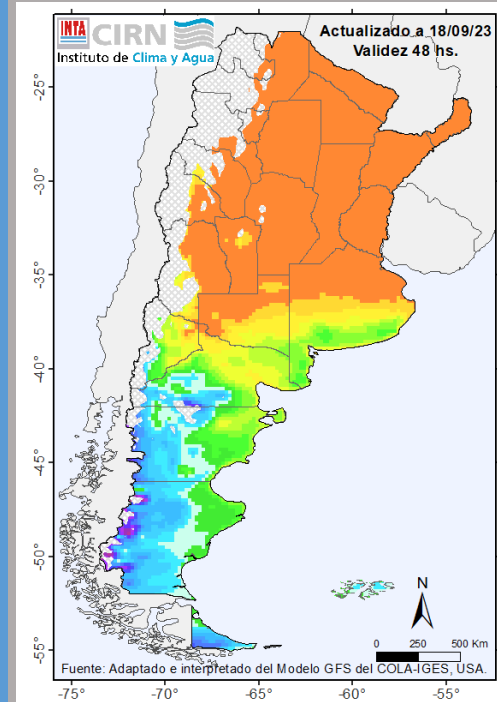 INTA CIRN
Instituto de Clima y Agua
Actualizado a 18/09/23
Validez 48 hs.
-25°
-30°
-35°
-40°
-45°
-50°
-55°
N
0 250 500 Km
Fuente: Adaptado e interpretado del Modelo GFS del COLA-IGES, USA.
-75° -70° -65° -60° -55°